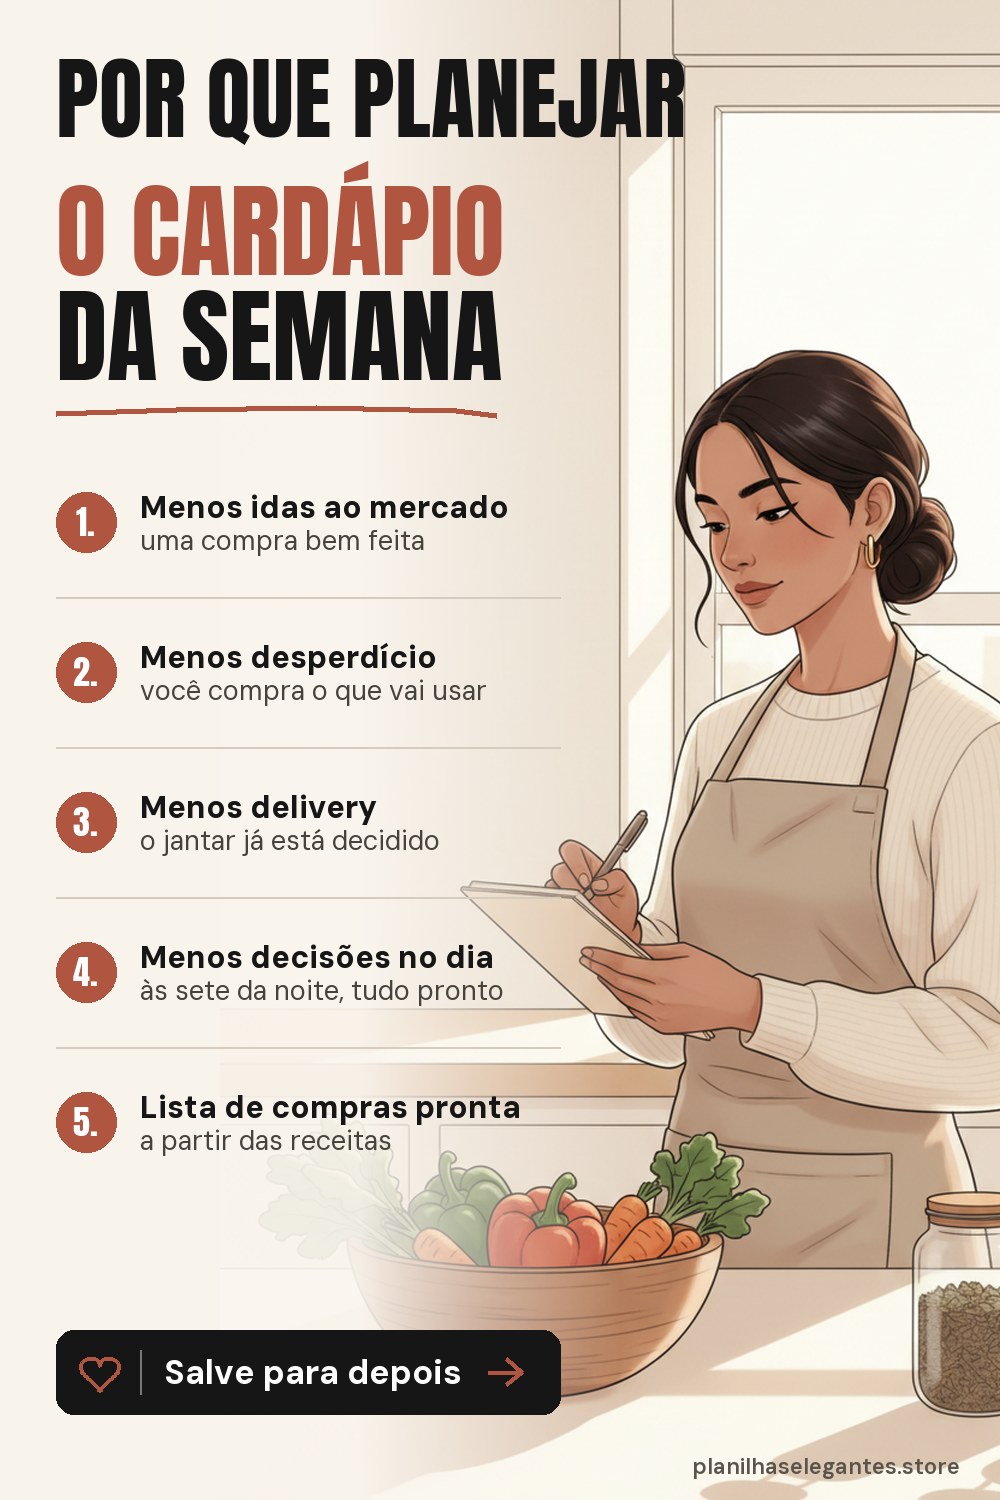 POR QUE PLANEJAR
O CARDÁPIO
DA SEMANA
1.
Menos idas ao mercado
uma compra bem feita
2.
Menos desperdício
você compra o que vai usar
3.
Menos delivery
o jantar já está decidido
4.
Menos decisões no dia
às sete da noite, tudo pronto
5.
Lista de compras pronta
a partir das receitas
Salve para depois
planilhaselegantes.store